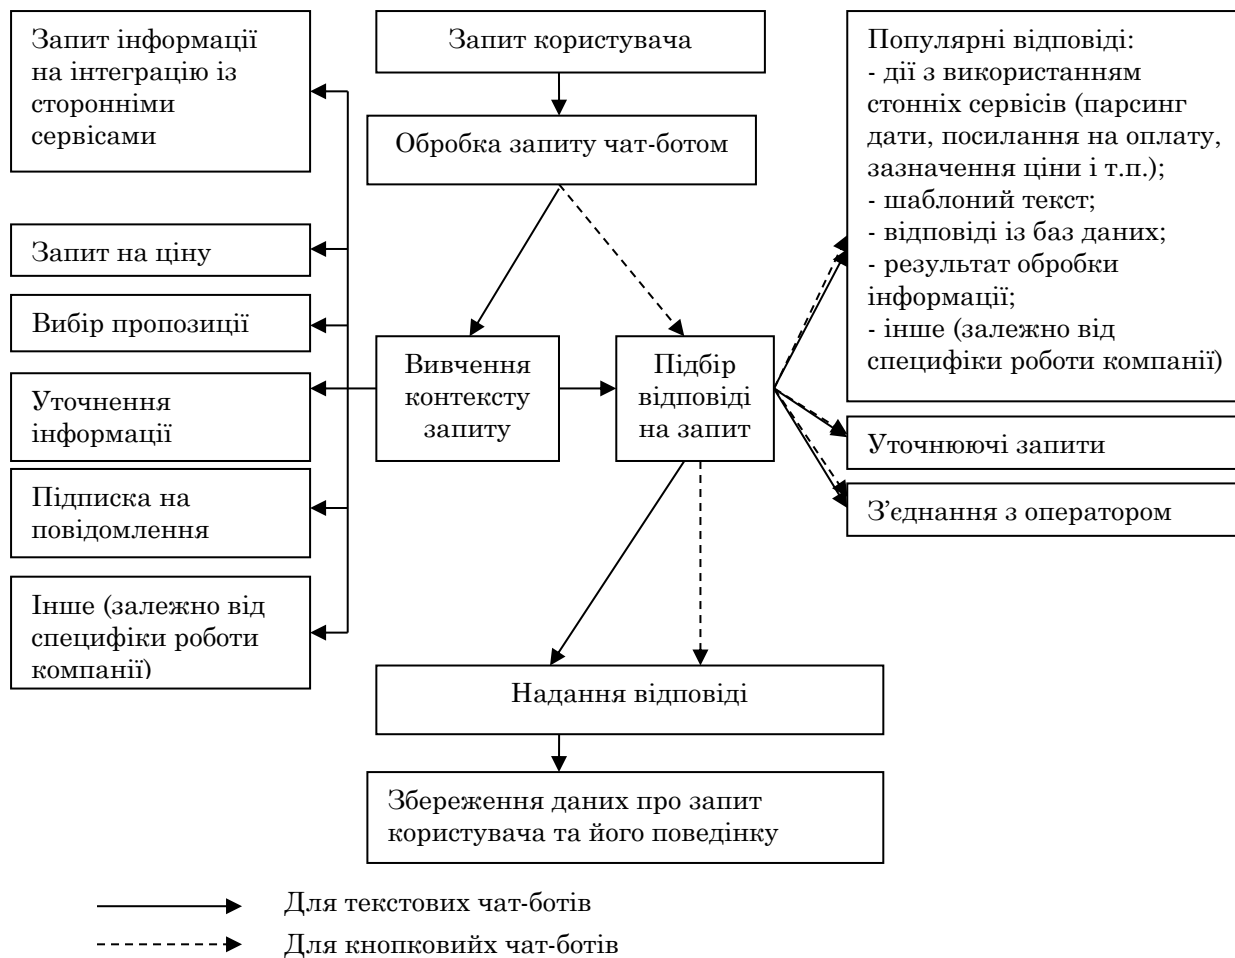 Запит інформації
на інтеграцію із
сторонніми
сервісами
Запит на ціну
Вибір пропозиції
Уточнення
інформації
Підписка на
повідомлення
Інше (залежно від
специфіки роботи
компанії)
Запит користувача
Обробка запиту чат-ботом
Вивчення
контексту
запиту
Підбір
відповіді
на запит
Надання відповіді
Збереження даних про запит
користувача та його поведінку
Популярні відповіді:
- дії з використанням
стонніх сервісів (парсинг
дати, посилання на оплату,
зазначення ціни і т.п.);
- шаблоний текст;
- відповіді із баз даних;
- результат обробки
інформації;
- інше (залежно від
специфіки роботи компанії)
Уточнюючі запити
З’єднання з оператором
Для текстових чат-ботів
Для кнопковийх чат-ботів